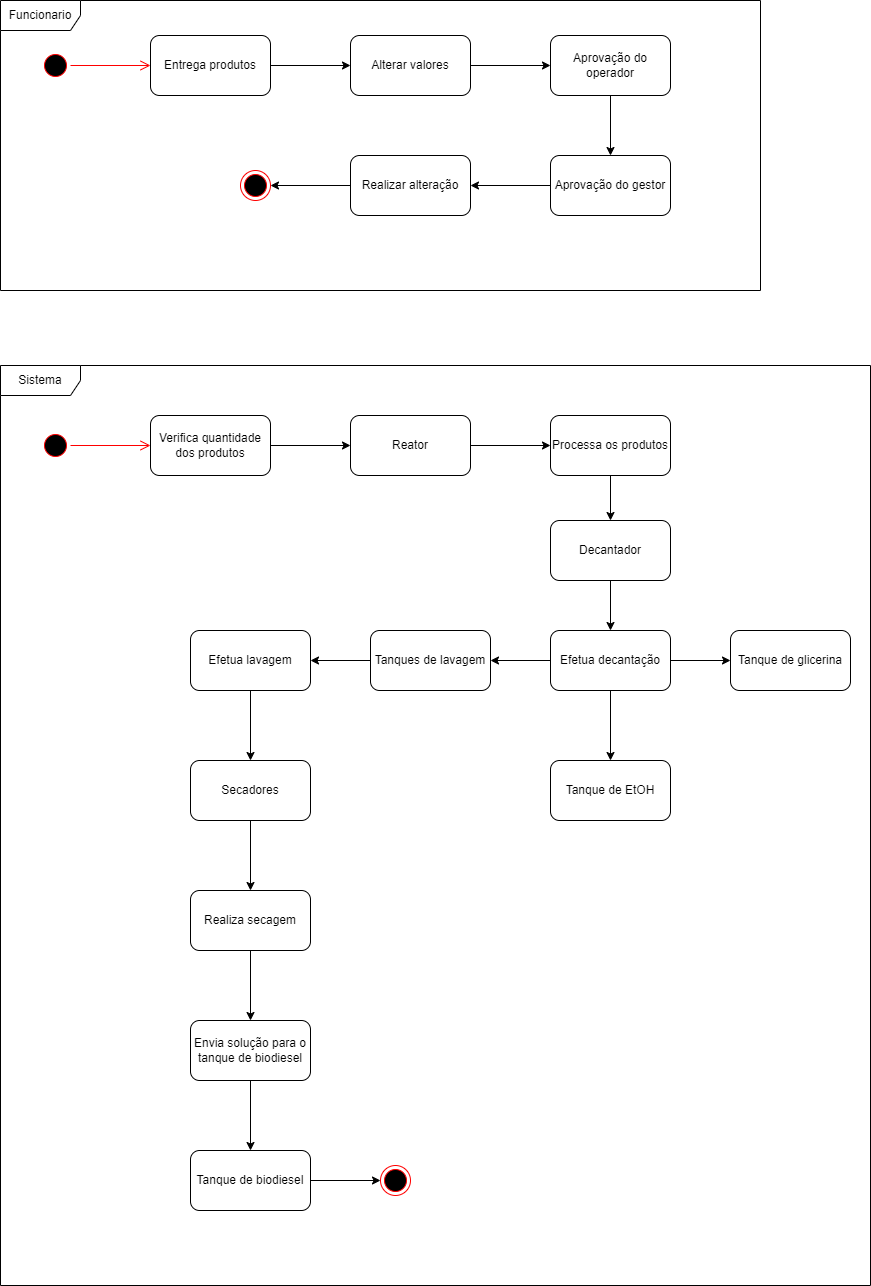 Funcionario
Entrega produtos
Alterar valores
Aprovação do
operador
Realizar alteração
Aprovação do gestor
Sistema
Verifica quantidade
dos produtos
Reator
Processa os produtos
Decantador
Efetua lavagem
Tanques de lavagem
Efetua decantação
Tanque de glicerina
Secadores
Tanque de EtOH
Realiza secagem
Envia solução para o
tanque de biodiesel
Tanque de biodiesel